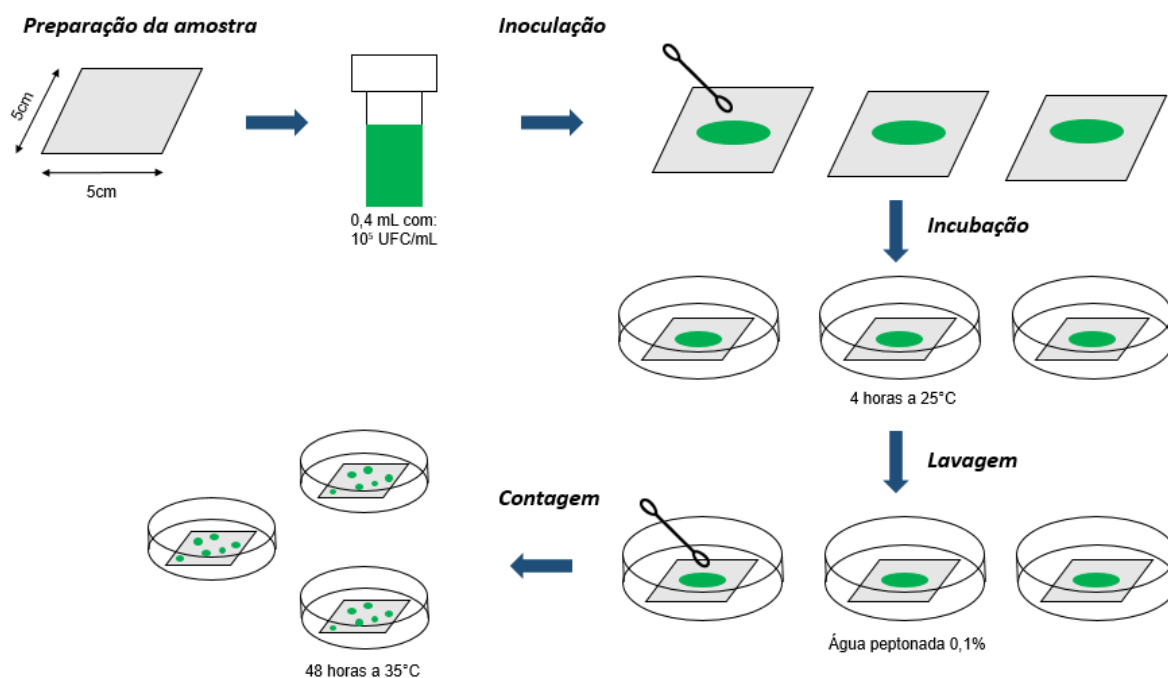 Preparação da amostra
5cm
5cm
0,4 mL com:
10⁵ UFC/mL
Inoculação
Incubação
4 horas a 25°C
Lavagem
Água peptonada 0,1%
Contagem
48 horas a 35°C